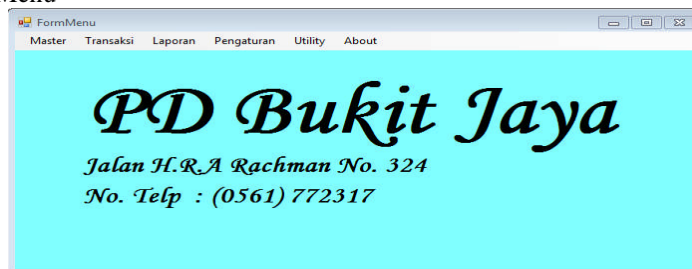 Menu
FormMenu
Master Transaksi Laporan Pengaturan Utility About
PD Bukit Jaya
Jalan H.R.A Rachman No. 324
No. Telp : (0561) 772317